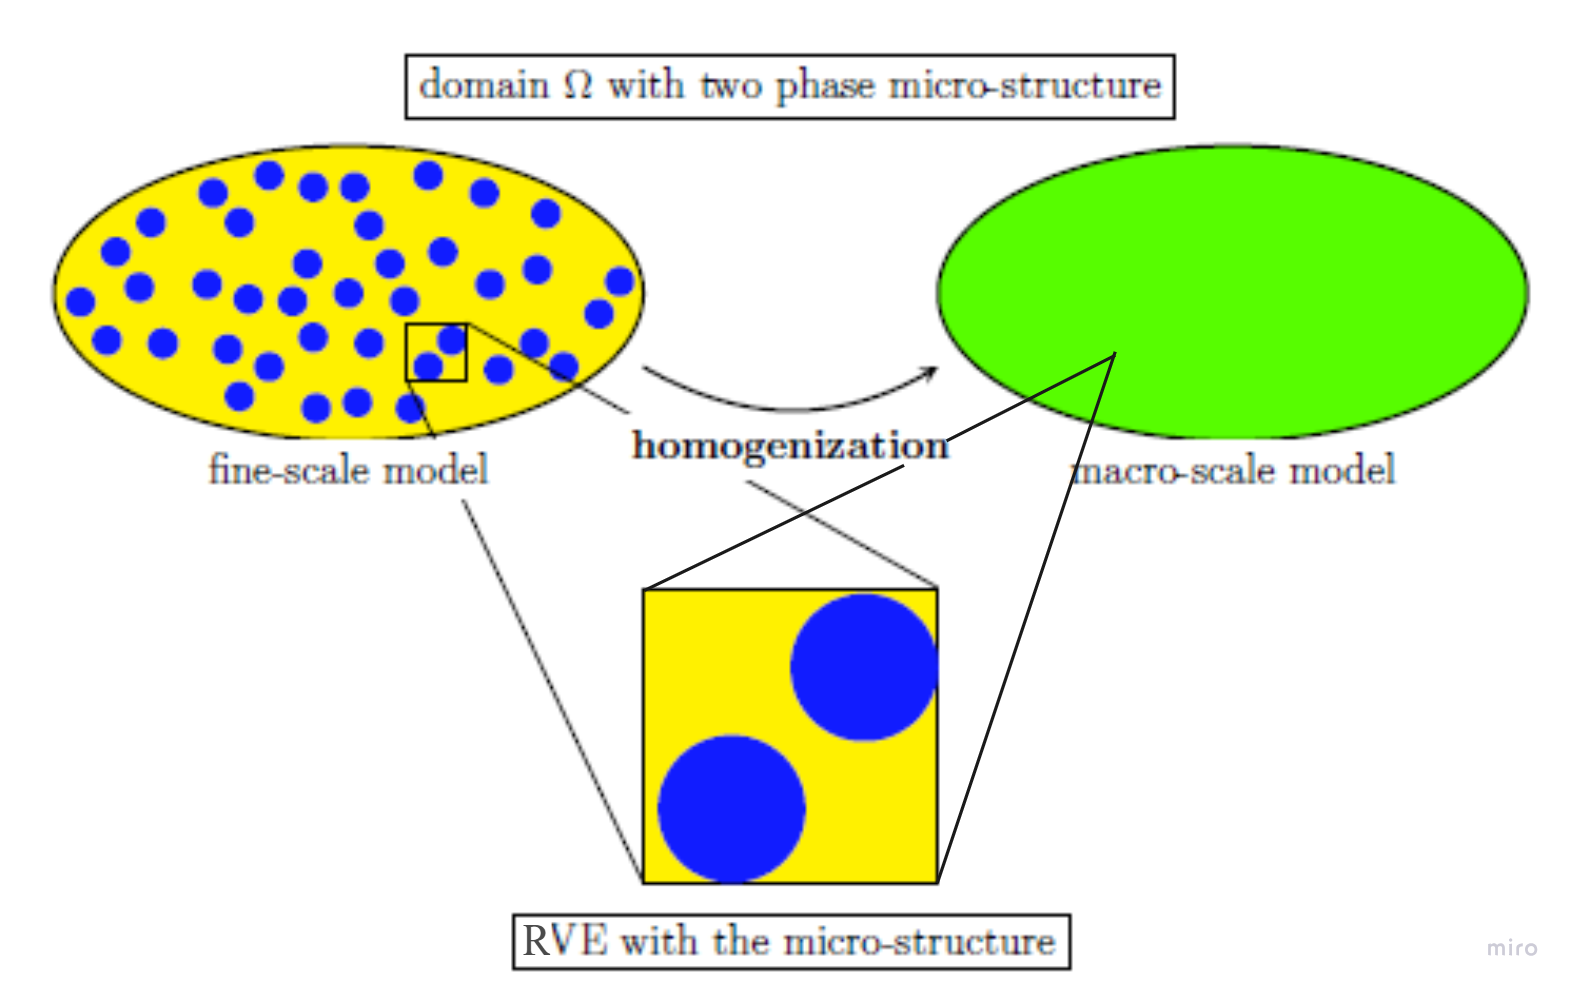 domain Ω with two phase micro-structure
homogenization
fine-scale model
macro-scale model
RVE with the micro-structure
miro